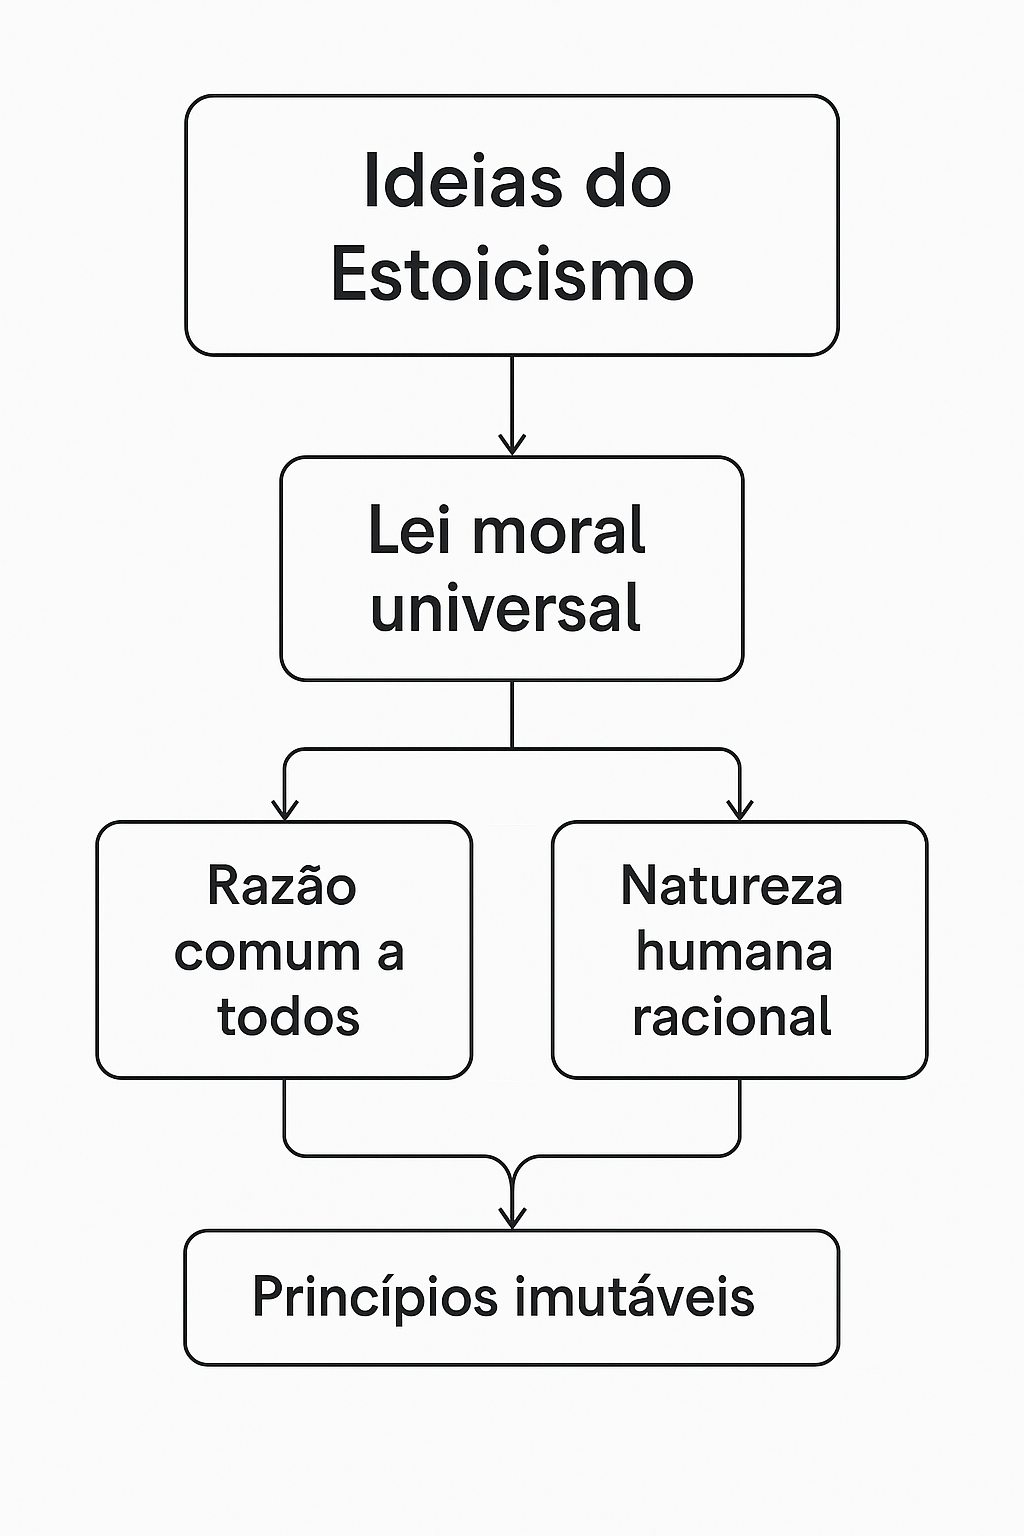 Ideias do
Estoicismo
Lei moral
universal
Razão
comum a
todos
Natureza
humana
racional
Princípios imutáveis